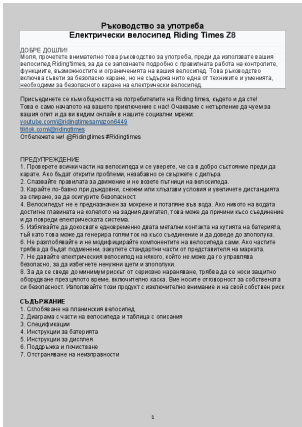 Ръководство за употреба
Електрически велосипед Riding Times Z8
ДОБРЕ ДОШЛИ!
Моля, прочетете внимателно това ръководство за употреба, преди да използвате вашия
велосипед Ridingtimes, за да се запознаете подробно с правилната работа на контролите,
функциите, възможностите и ограниченията на вашия велосипед. Това ръководство
включва съвети за безопасно каране, но не съдържа нито една от техниките и уменията,
необходими за безопасното каране на електрически велосипед.
Присъединете се към общността на потребителите на Riding times, където и да сте!
Това е само началото на вашето приключение с нас! Очакваме с нетърпение да чуем за
вашия опит и да ви видим онлайн в нашите социални мрежи
youtube.com/@ridingtimesamazon6449
tiktok.com/@ridingtimes
Отбележете ни! @Ridingtimes #Ridingtimes
ПРЕДУПРЕЖДЕНИЕ
1. Проверете всички части на велосипеда и се уверете, че са в добро състояние преди да
карате. Ако бъдат открити проблеми, незабавно се свържете с дилъра.
2. Спазвайте правилата за движение и не возете пътници на велосипеда.
3. Карайте по-бавно при дъждовни, снежни или хлъзгави условия и увеличете дистанцията
за спиране, за да осигурите безопасност.
4. Велосипедът не е предназначен за мокрене и потапяне във вода. Ако нивото на водата
достигне главината на колелото на задния двигател, това може да причини късо съединение
и да повреди електрическата система.
5. Избягвайте да докосвате едновременно двата метални контакта на кутията на батерията,
тъй като това може да генерира голям ток на късо съединение и да доведе до злополука.
6. Не разглобявайте и не модифицирайте компонентите на велосипеда сами. Ако частите
трябва да бъдат подменени, закупете стандартни части от представителя на марката.
7. Не давайте електрическия велосипед на някого, който не може да го управлява
безопасно, за да избегнете ненужни щети и злополуки.
8. За да се сведе до минимум рискът от сериозно нараняване, трябва да се носи защитно
оборудване през цялото време, включително каска. Вие носите отговорност за собствената
си безопасност. Използвайте този продукт с изключително внимание и на свой собствен риск
СЪДЪРЖАНИЕ
1. Сглобяване на планинския велосипед
2. Диаграма с части на велосипеда и таблица с описания
3. Спецификации
4. Инструкции за батерията
5. Инструкции за дисплея
6. Поддръжка и почистване
7. Отстраняване на неизправности
1